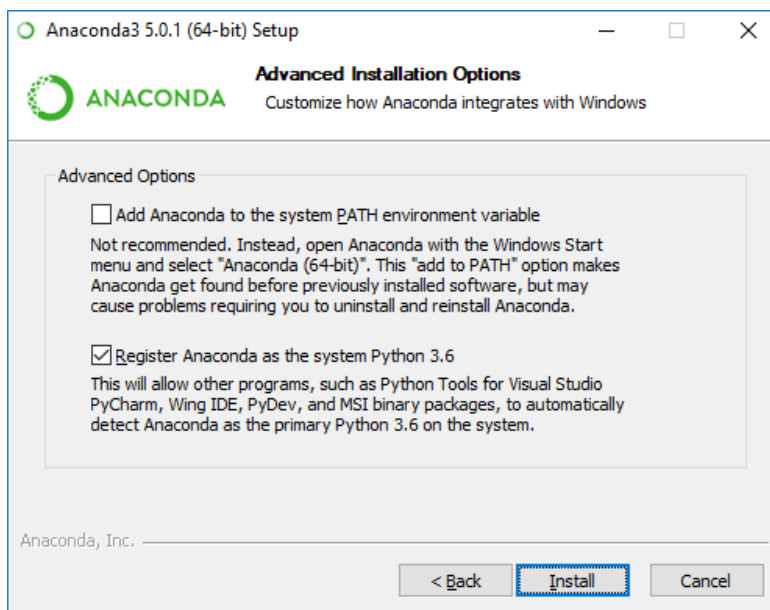 Anaconda3 5.0.1 (64-bit) Setup
ANACONDA
Advanced Installation Options
Customize how Anaconda integrates with Windows
Advanced Options
Add Anaconda to the system PATH environment variable
Not recommended. Instead, open Anaconda with the Windows Start
menu and select "Anaconda (64-bit)". This "add to PATH" option makes
Anaconda get found before previously installed software, but may
cause problems requiring you to uninstall and reinstall Anaconda.
Register Anaconda as the system Python 3.6
This will allow other programs, such as Python Tools for Visual Studio
PyCharm, Wing IDE, PyDev, and MSI binary packages, to automatically
detect Anaconda as the primary Python 3.6 on the system.
Anaconda, Inc.
< Back
Install
Cancel